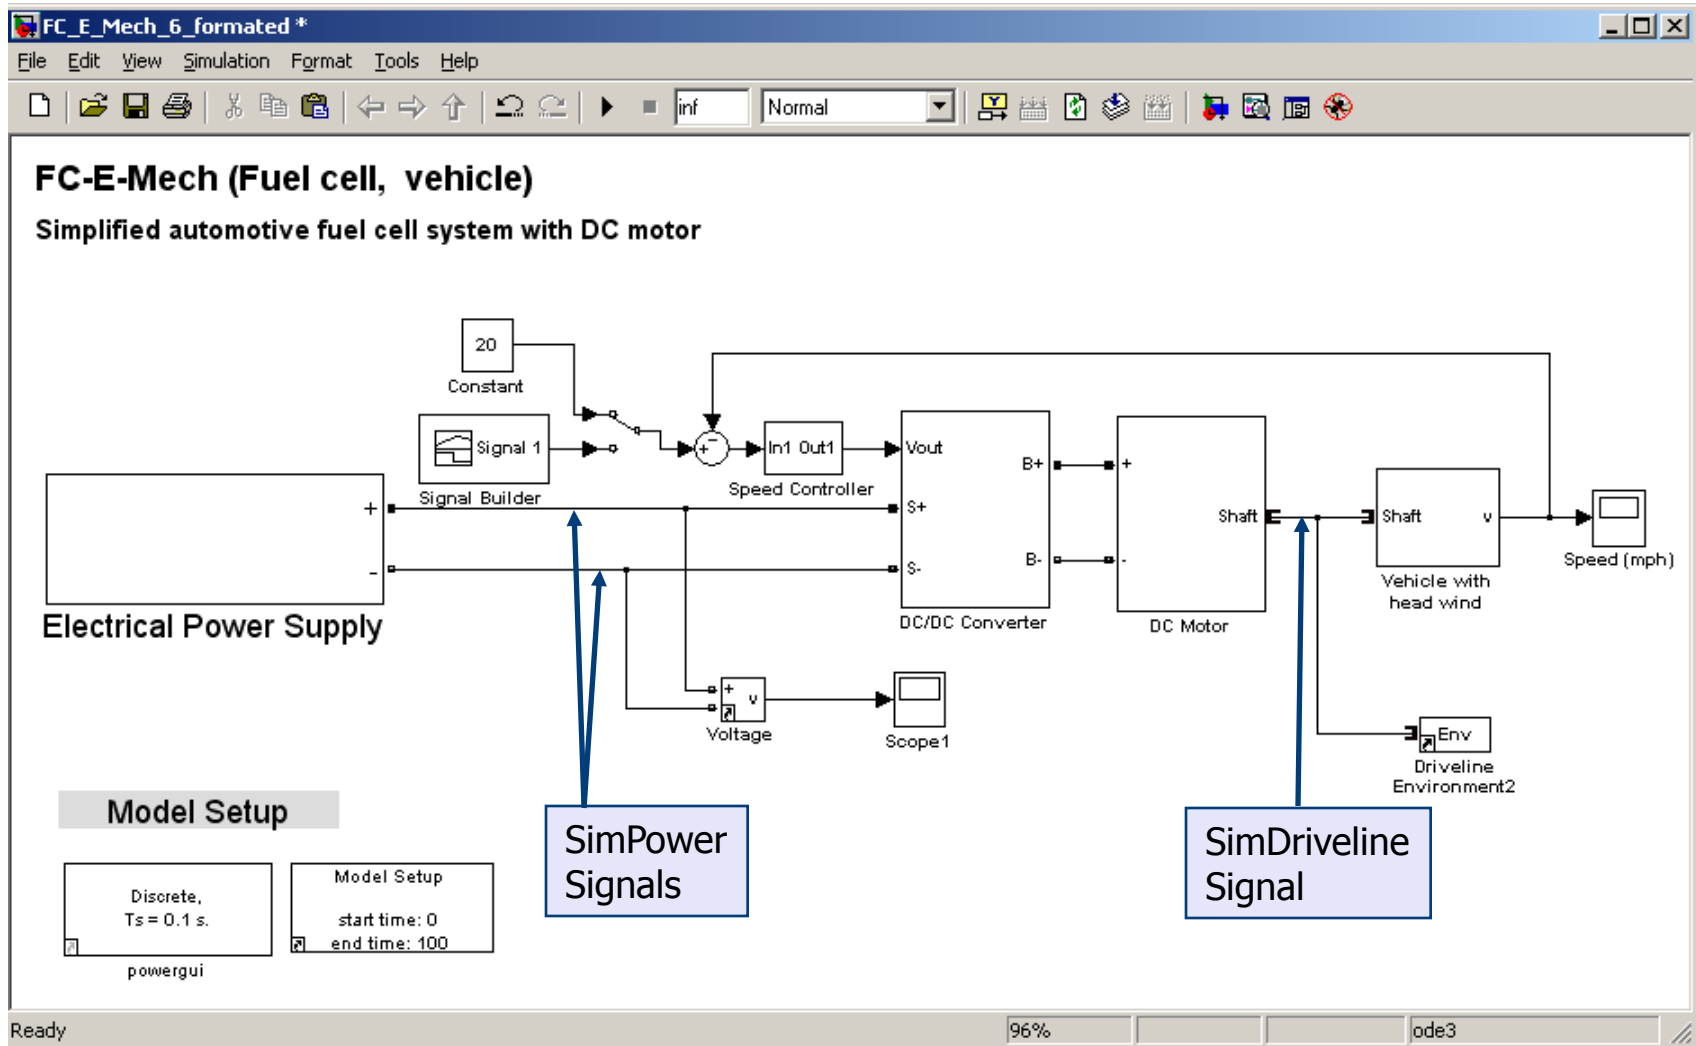 FC_E_Mech_6_formated *
File Edit View Simulation Format Tools Help
inf Normal
FC-E-Mech (Fuel cell, vehicle)
Simplified automotive fuel cell system with DC motor
20
Constant
Signal 1
Signal Builder
+ -
In1 Out1
Speed Controller
Vout
S+
S-
B+
B-
DC/DC Converter
+
-
Shaft
DC Motor
Shaft v
Vehicle with
head wind
Speed (mph)
+
-
Electrical Power Supply
+ v
Voltage
Scope1
Env
Driveline
Environment2
SimPower
Signals
SimDriveline
Signal
Model Setup
Discrete,
Ts = 0.1 s.
powergui
Model Setup
start time: 0
end time: 100
Ready 96% ode3